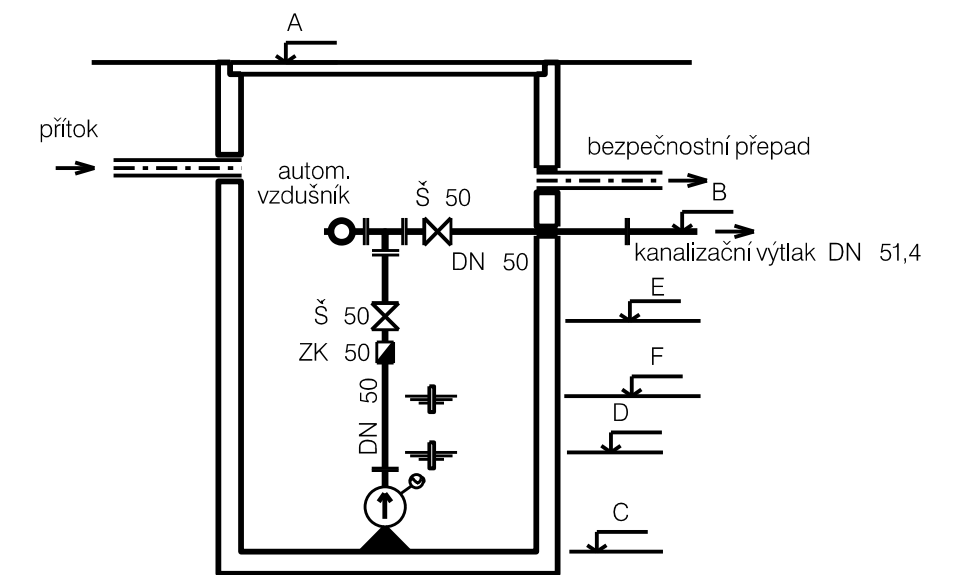 A
přítok
bezpečnostní přepad
autom.
vzdušník
Š 50
B
DN 50
kanalizační výtlak DN 51,4
E
Š 50
ZK 50
F
DN 50
D
C